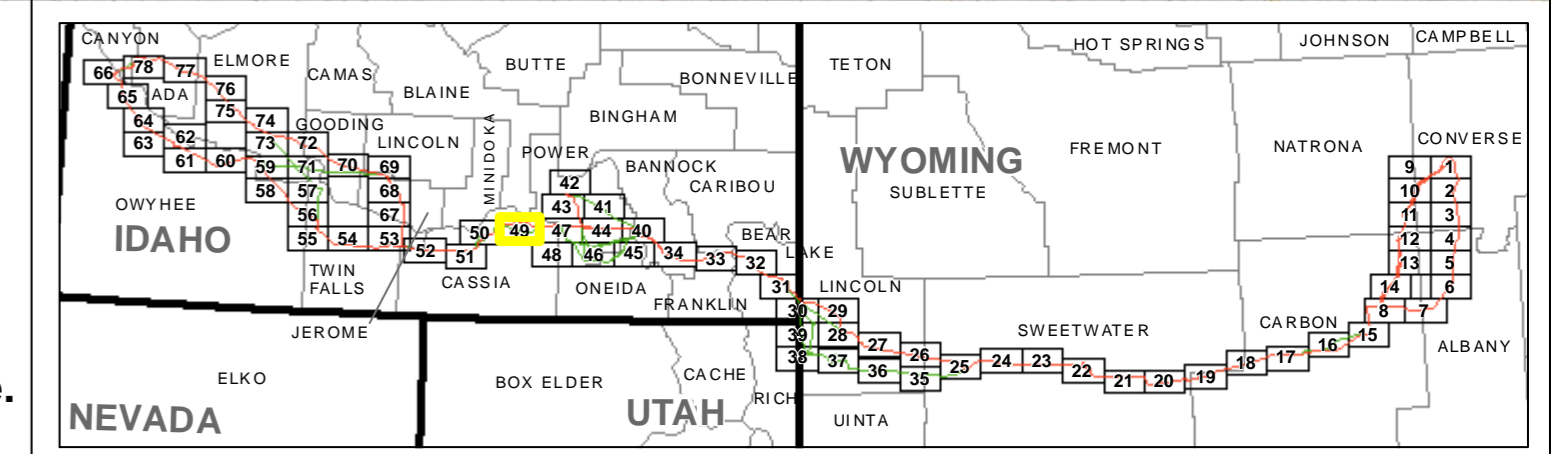 CANYON
ELMORE
CAMAS
BUTTE
BONNEVILLE
TETON
HOT SPRINGS
JOHNSON
CAMPBELL
66 78 77 76
ADA
BLAINE
65 75 74
64 62 63 61 60
GOODING
LINCOLN
MINIDOKA
BINGHAM
POWER
BANNOCK
CARIBOU
WYOMING
SUBLETTE
FREMONT
NATRONA
CONVERSE
73 72
59 71 70 69
58 57 68
56 67
55 54 53
42
43 41
50 49 47 44 40
52 51 48 46 45 34 33 32
9 1
10 2
11 3
12 4
13 5
14 6
8 7
OWYHEE
IDAHO
BEAR
LAKE
TWIN
FALLS
CASSIA
ONEIDA
FRANKLIN
LINCOLN
JEROME
31
30 29
39 28 27 26
38 37 36 35 25 24 23 22 21 20 19 18 17 16 15
SWEETWATER
CARBON
ALBANY
ELKO
BOX ELDER
CACHE
RICH
UINTA
NEVADA
UTAH
e.